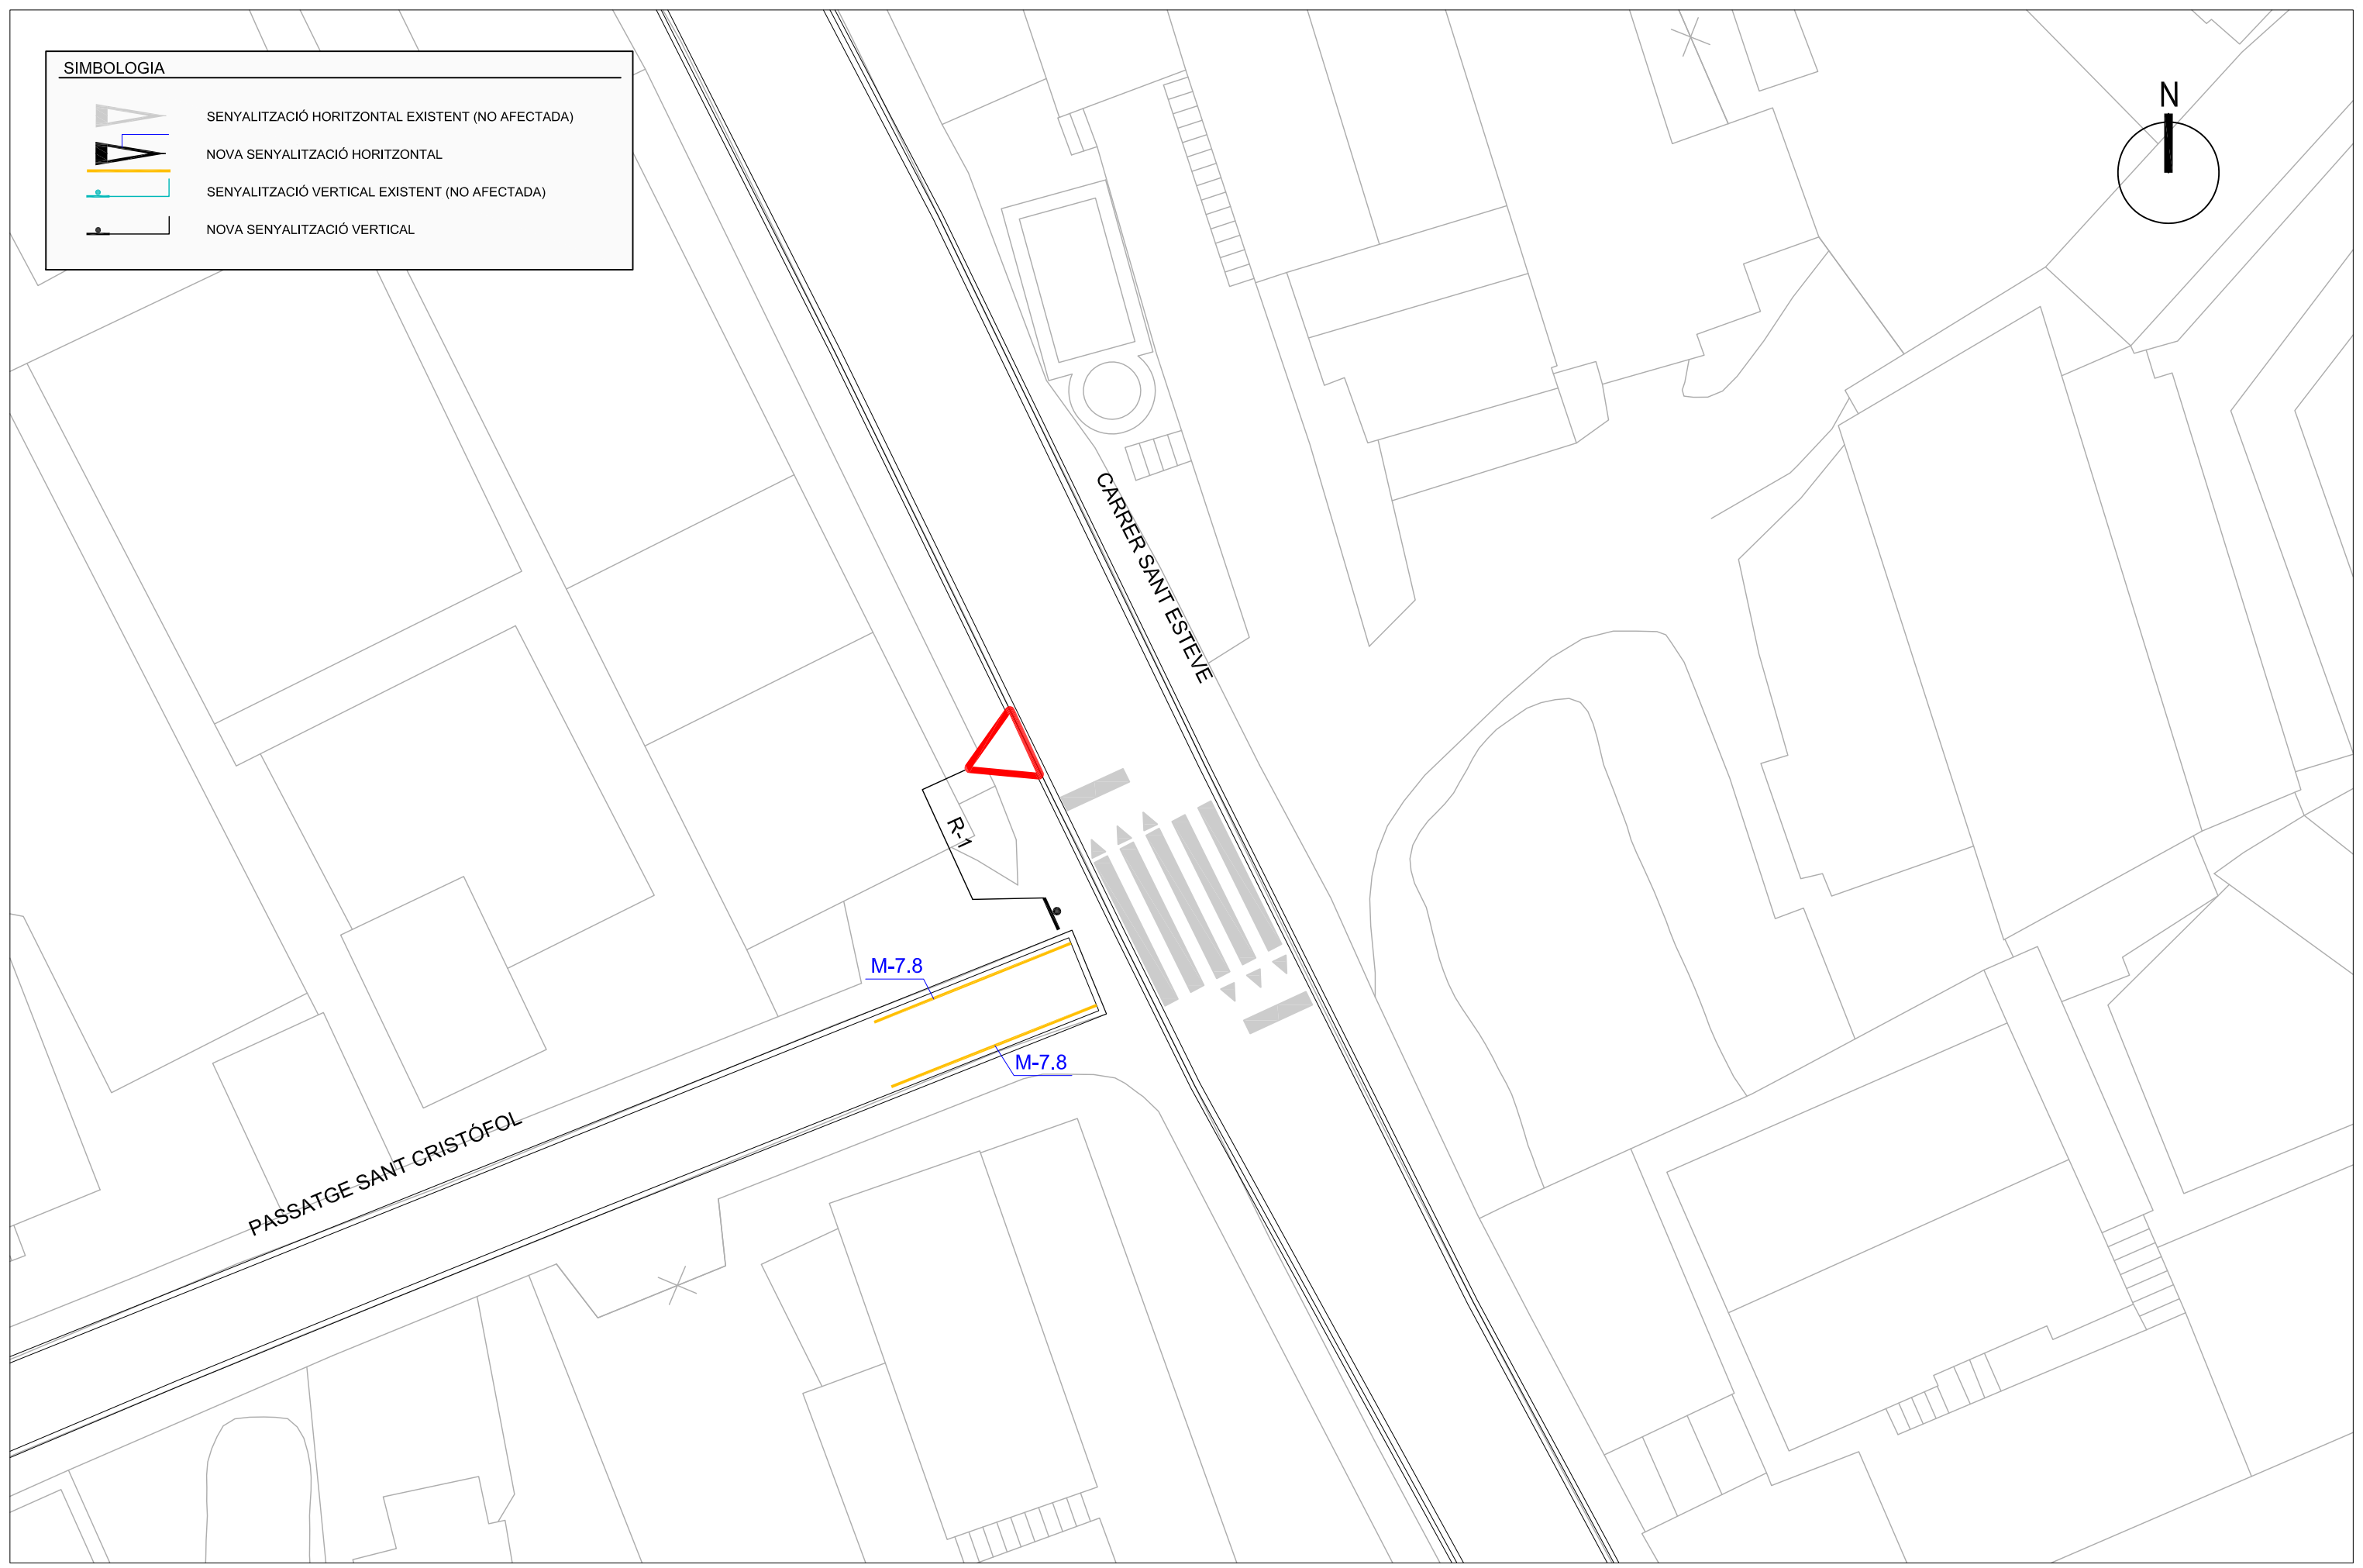 SIMBOLOGIA
SENYALITZACIÓ HORITZONTAL EXISTENT (NO AFECTADA)
NOVA SENYALITZACIÓ HORITZONTAL
SENYALITZACIÓ VERTICAL EXISTENT (NO AFECTADA)
NOVA SENYALITZACIÓ VERTICAL
N
CARRER SANT ESTEVE
R-1
M-7.8
M-7.8
PASSATGE SANT CRISTÓFOL